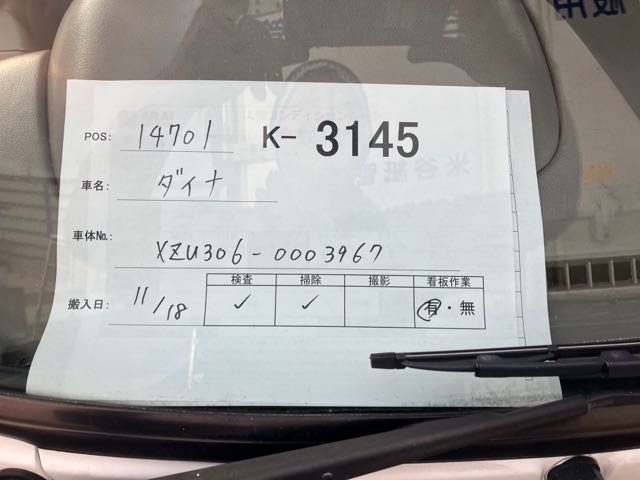 POS: 14701 K- 3145
車名: ダイナ
車体No.: XZU306-0003967
検査 掃除 撮影 看板作業
搬入日: 11/18 ✓ ✓ 有・無